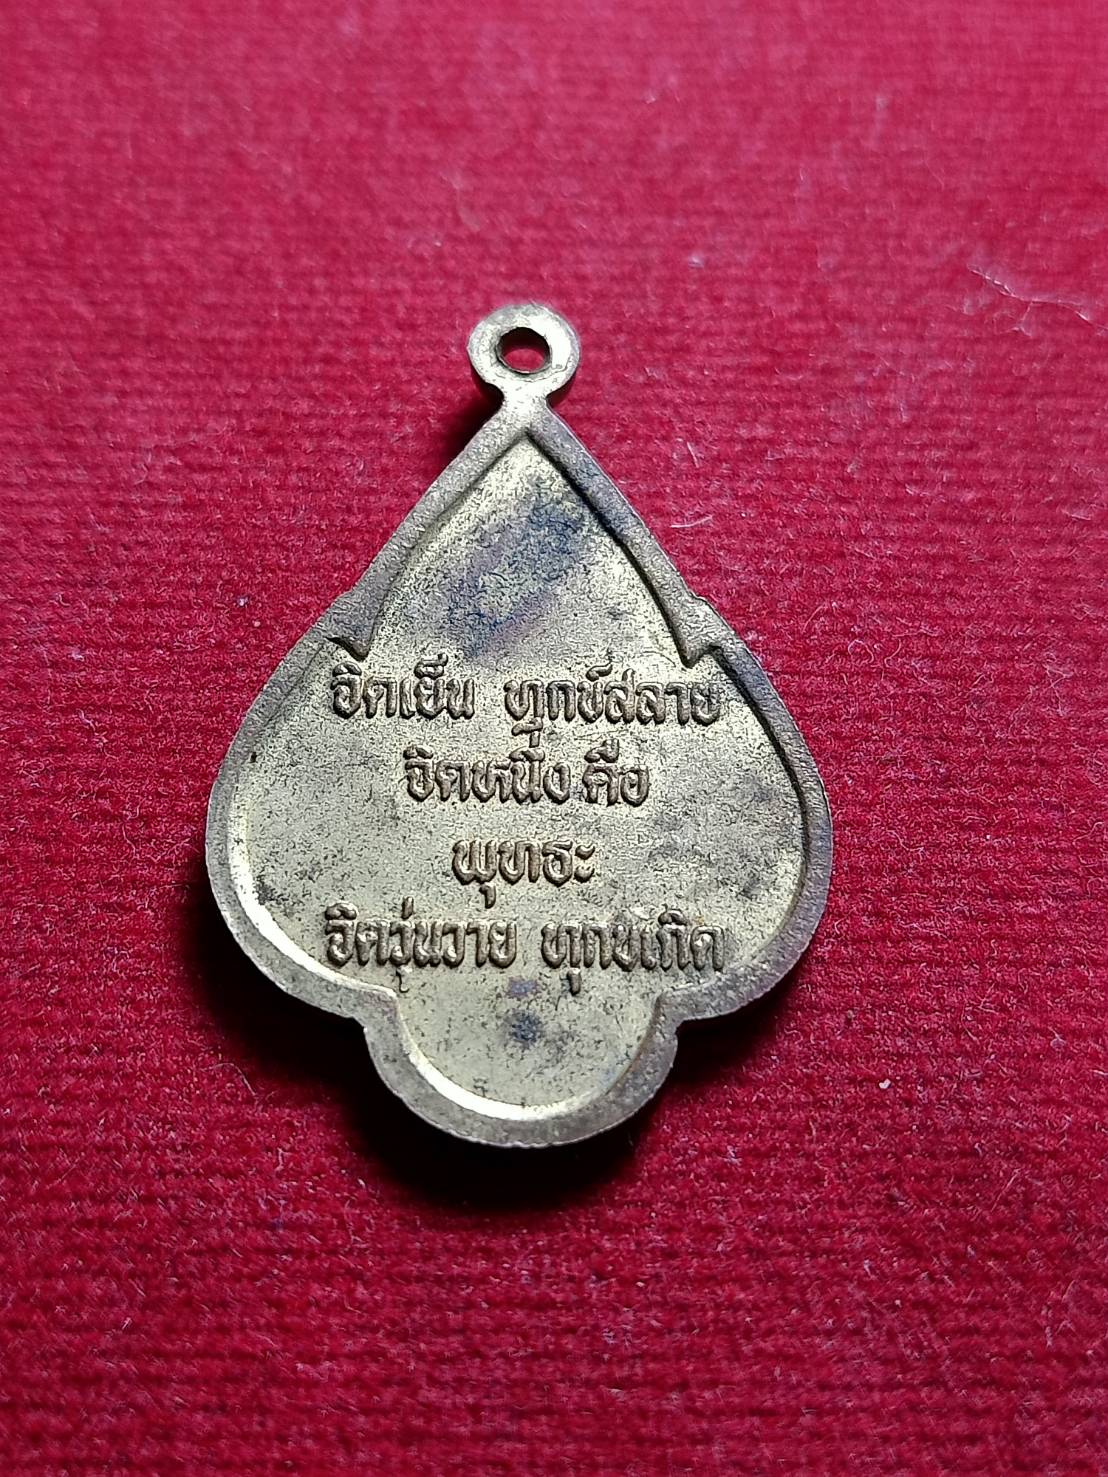 จิตเย็น ทุกข์สลาย
จิตหนึ่ง คือ
พุทธะ
จิตวุ่นวาย ทุกข์เกิด